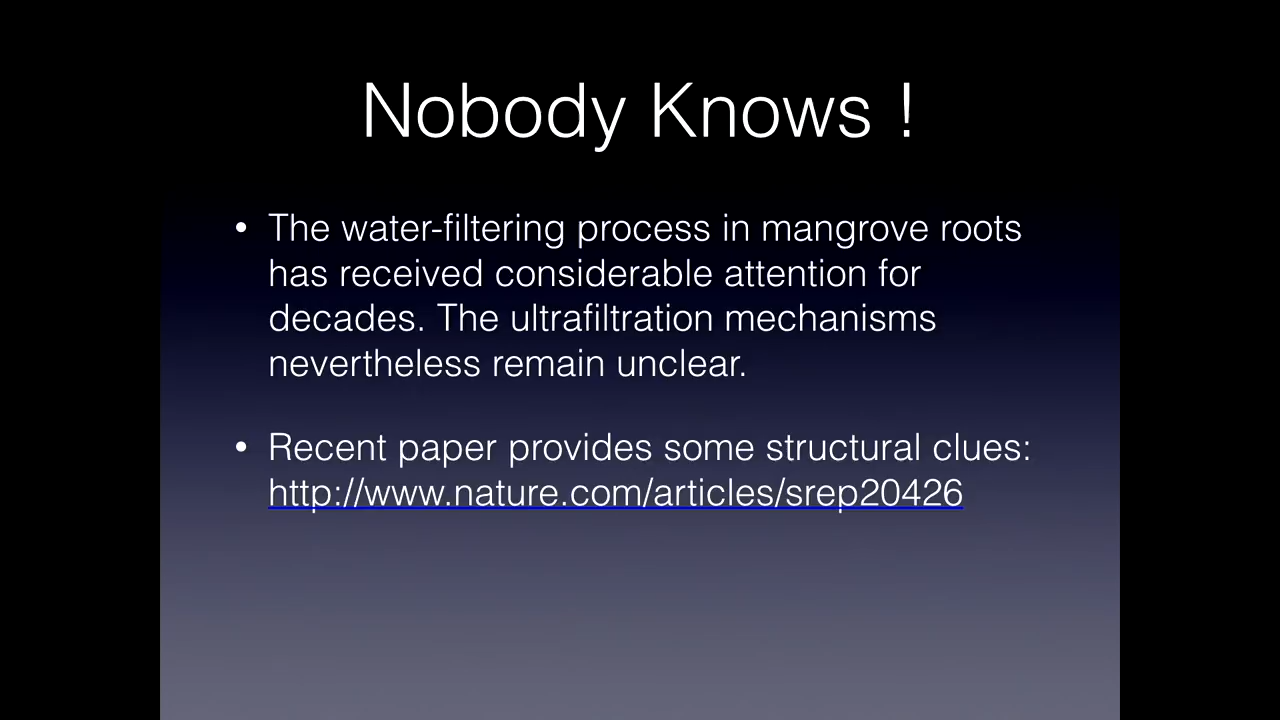 Nobody Knows !
• The water-filtering process in mangrove roots
has received considerable attention for
decades. The ultrafiltration mechanisms
nevertheless remain unclear.
• Recent paper provides some structural clues:
http://www.nature.com/articles/srep20426